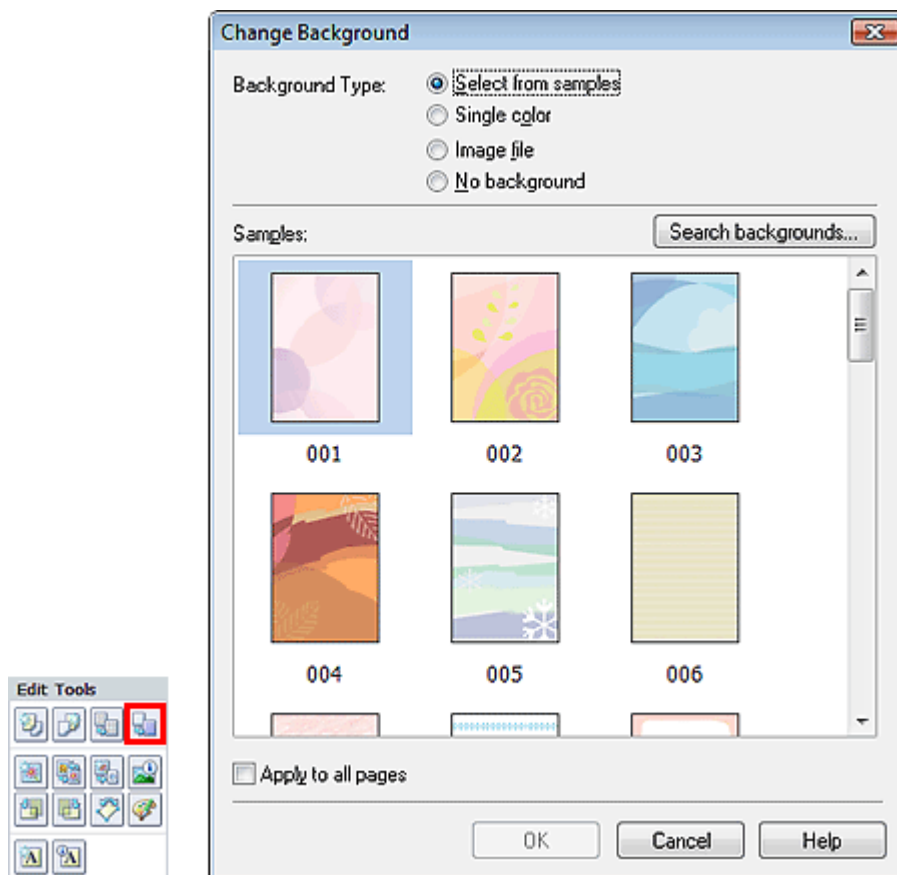 Change Background
Background Type:
Select from samples
Single color
Image file
No background
Samples:
Search backgrounds...
001 002 003
004 005 006
Apply to all pages
OK Cancel Help
Edit Tools
A A